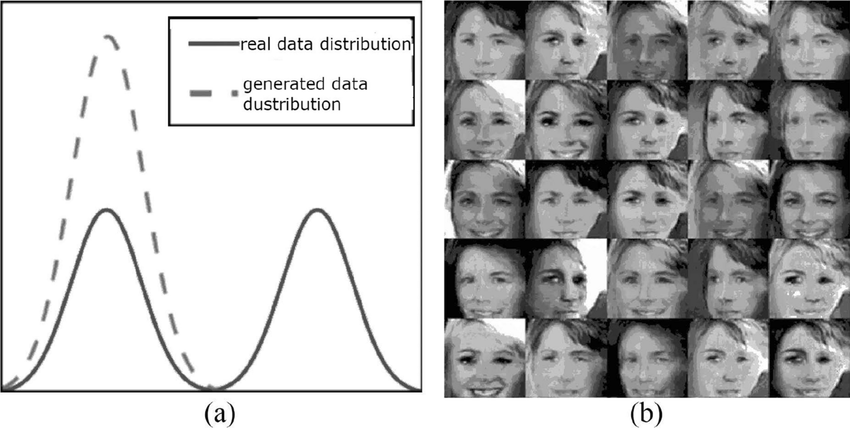 real data distribution
generated data
dustribution
(a)
(b)